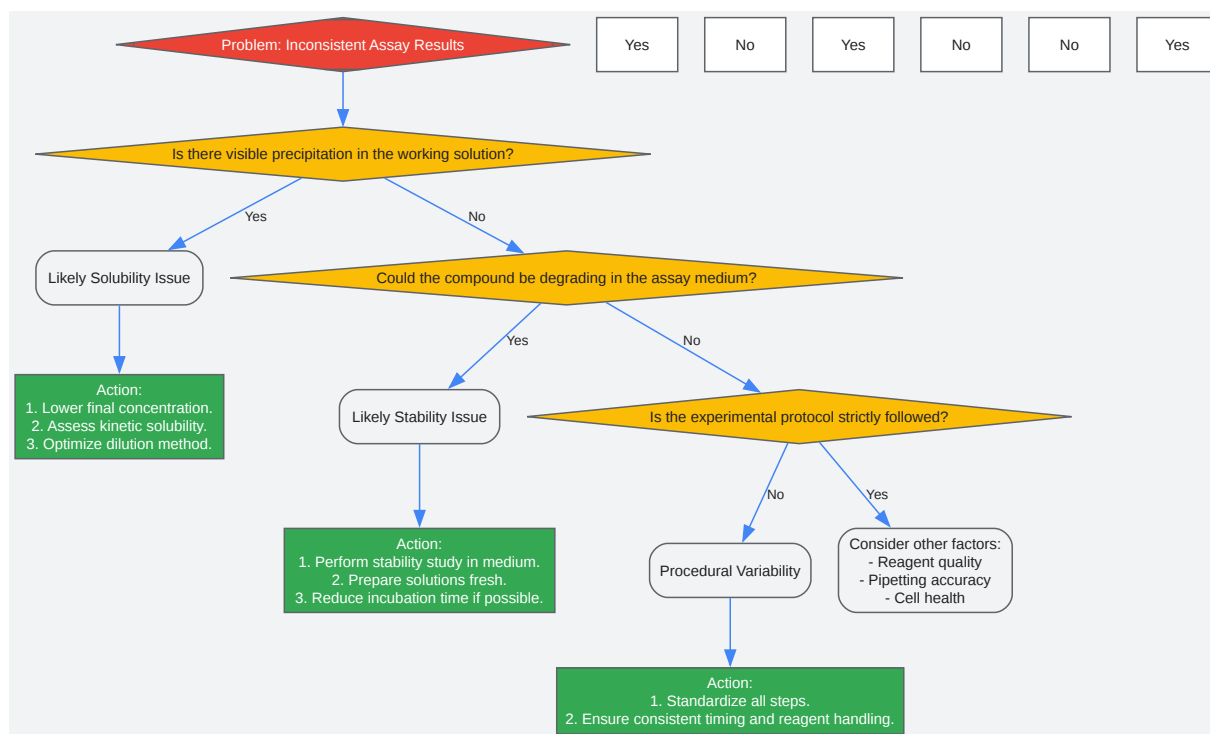 Problem: Inconsistent Assay Results
Yes
No
Yes
No
No
Yes
Is there visible precipitation in the working solution?
Yes
No
Likely Solubility Issue
Could the compound be degrading in the assay medium?
Yes
No
Action:
1. Lower final concentration.
2. Assess kinetic solubility.
3. Optimize dilution method.
Likely Stability Issue
Is the experimental protocol strictly followed?
No
Yes
Action:
1. Perform stability study in medium.
2. Prepare solutions fresh.
3. Reduce incubation time if possible.
Procedural Variability
Consider other factors:
- Reagent quality
- Pipetting accuracy
- Cell health
Action:
1. Standardize all steps.
2. Ensure consistent timing and reagent handling.